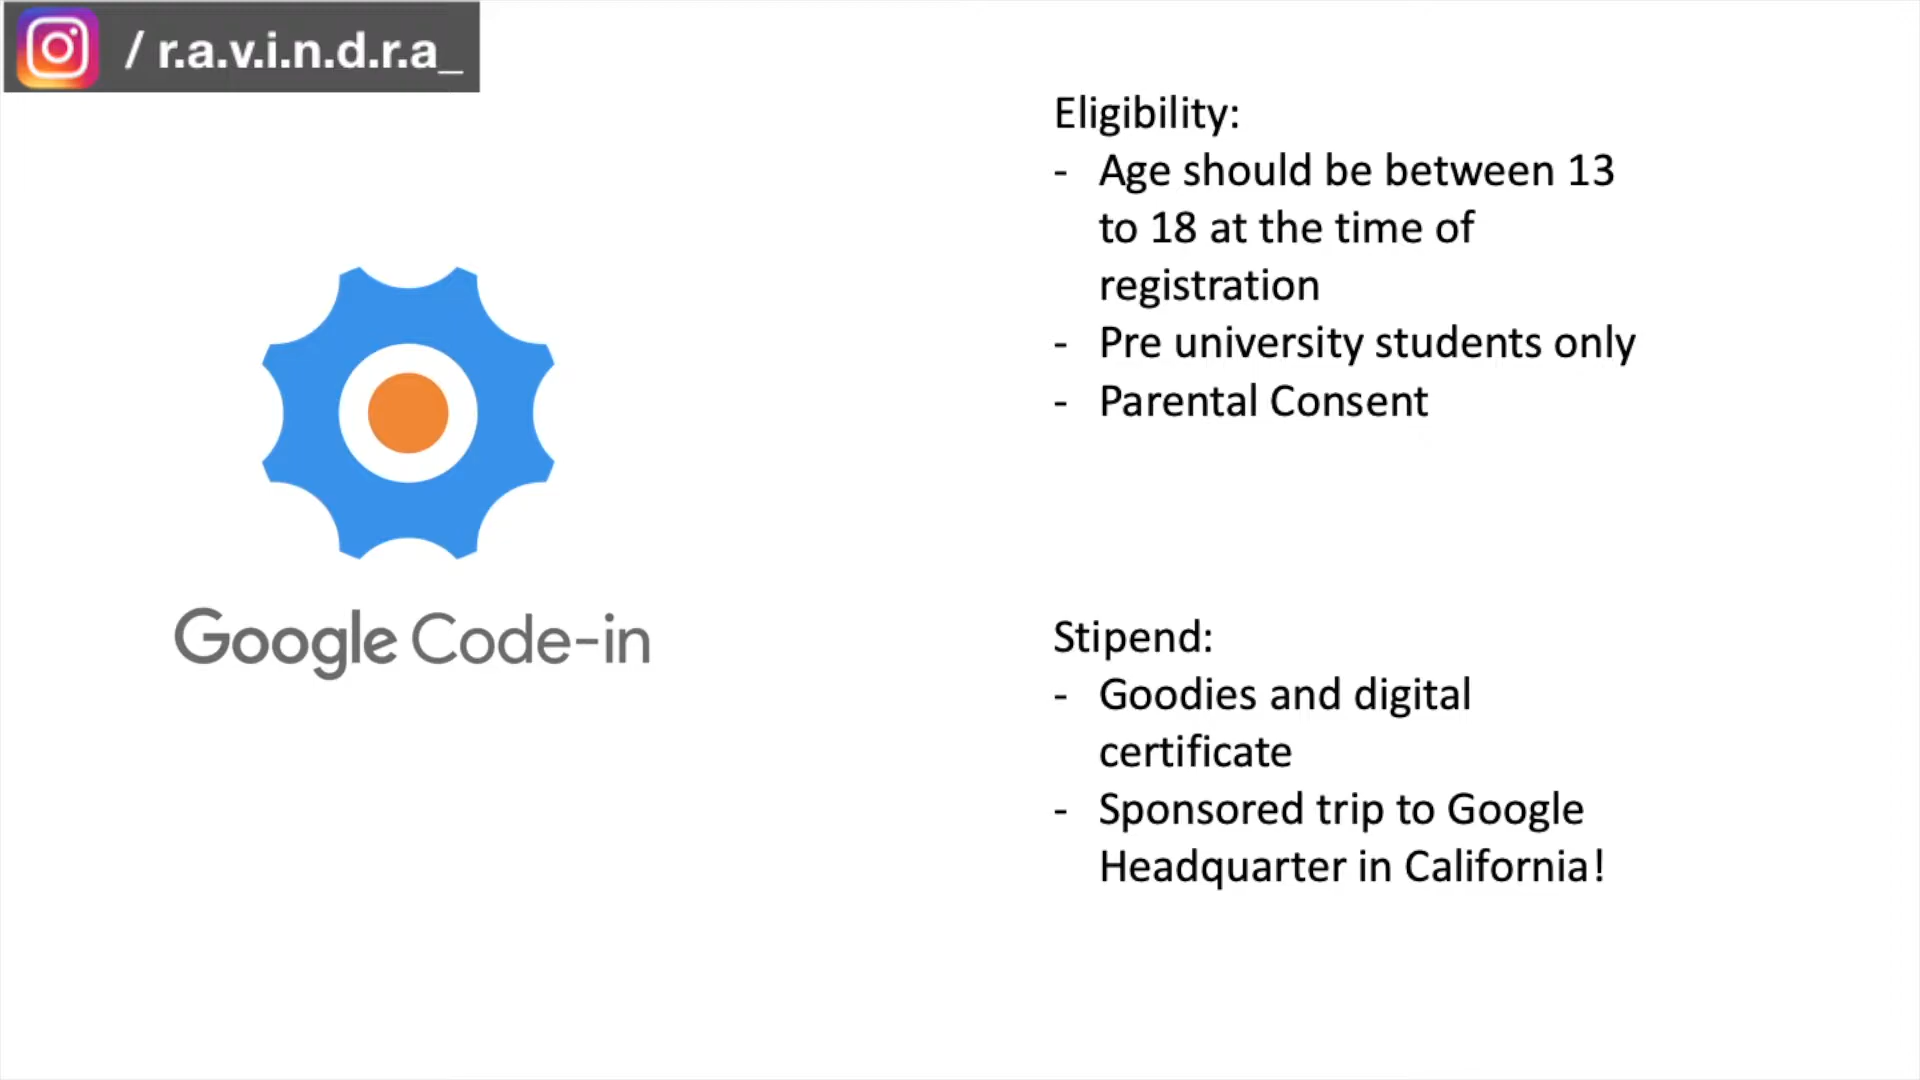 / r.a.v.i.n.d.r.a_
Eligibility:
- Age should be between 13
to 18 at the time of
registration
- Pre university students only
- Parental Consent
Google Code-in
Stipend:
- Goodies and digital
certificate
- Sponsored trip to Google
Headquarter in California!